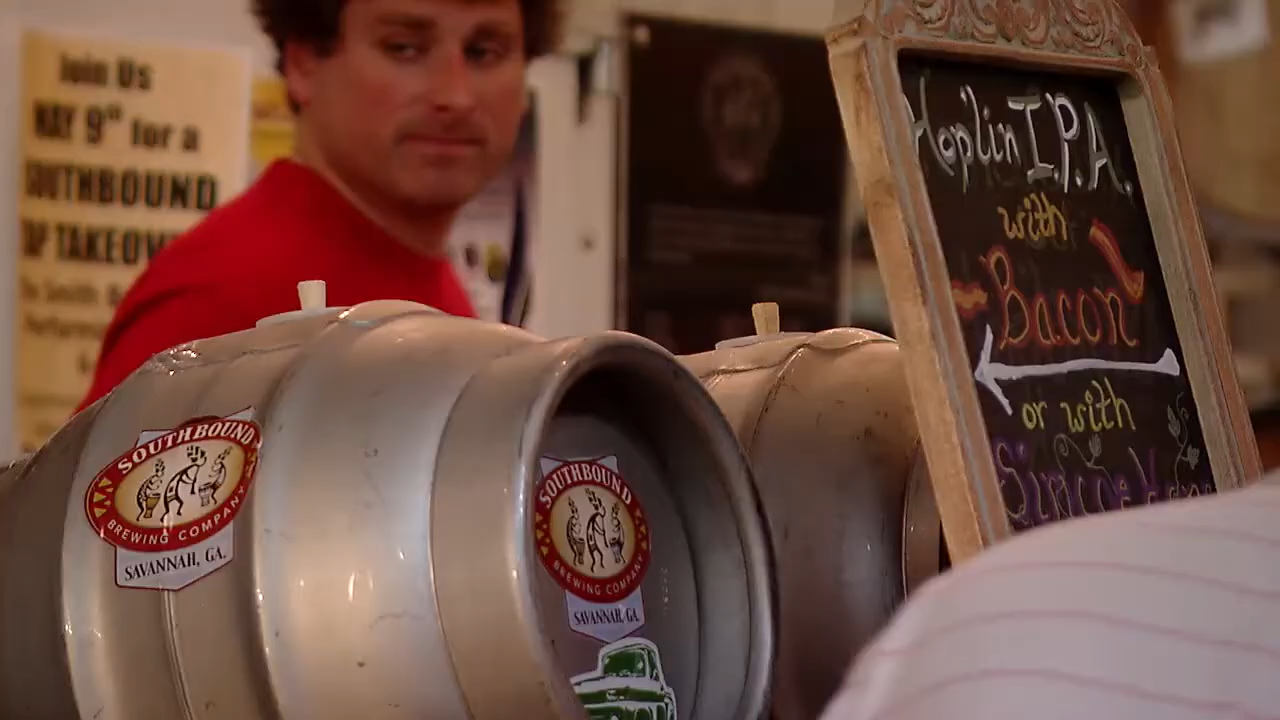 Join Us
MAY 9th for a
SOUTHBOUND
TAP TAKEOVER
SOUTHBOUND
BREWING COMPANY
SAVANNAH, GA.
SOUTHBOUND
BREWING COMPANY
SAVANNAH, GA.
Hoplin I.P.A.
with
Bacon
or with